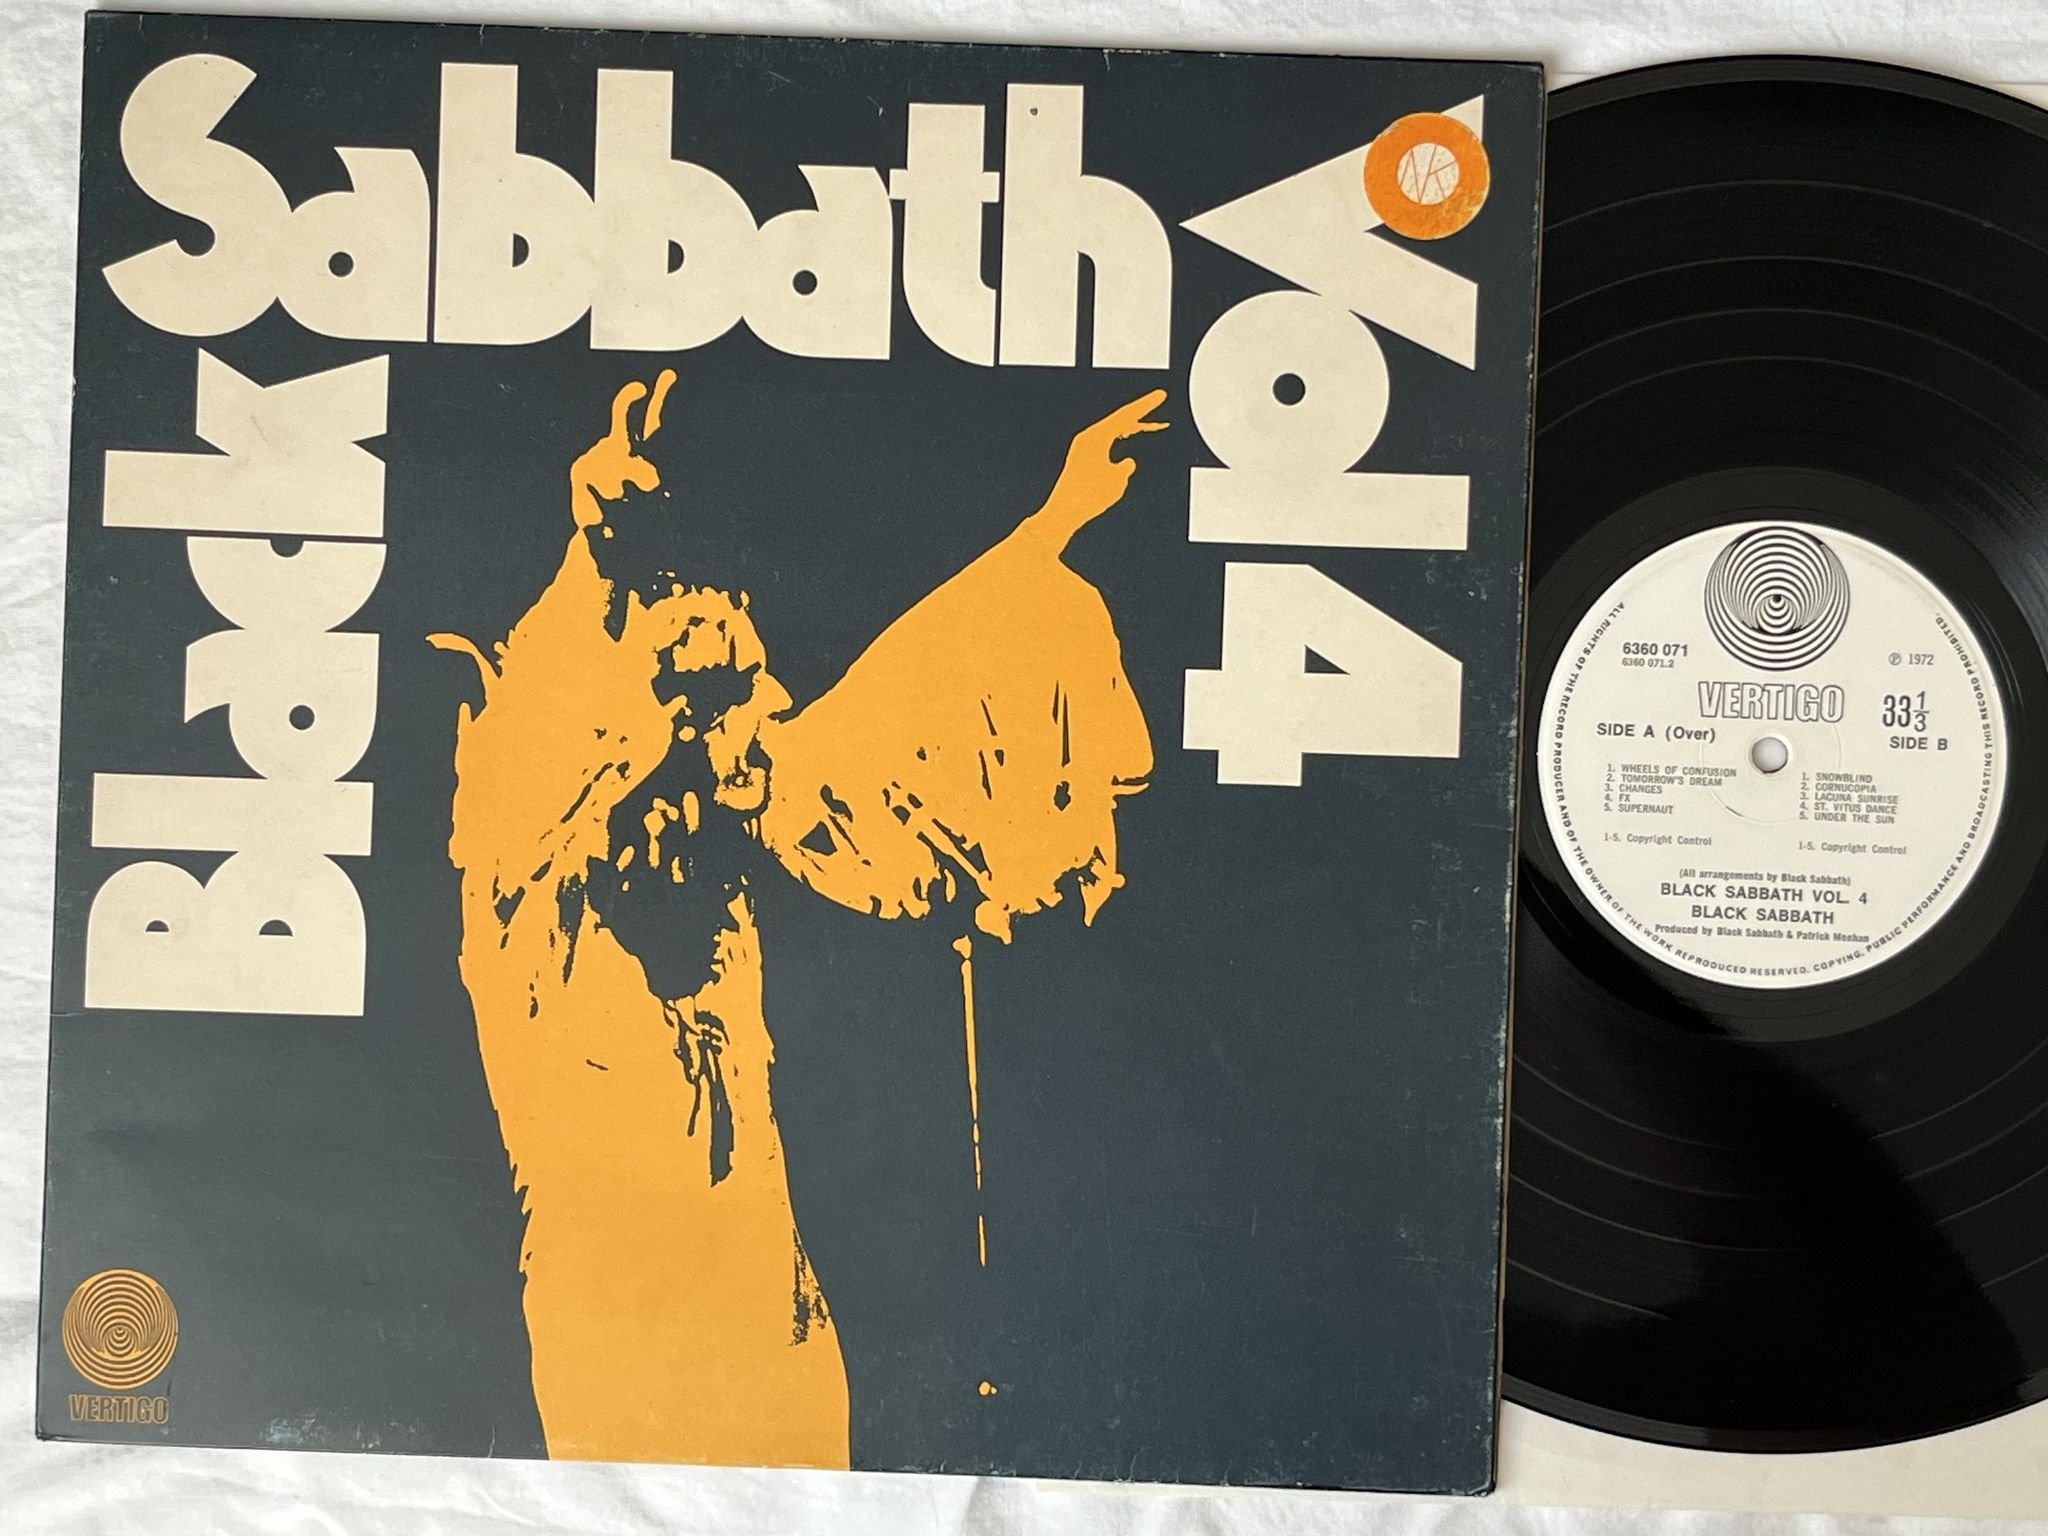 Black
Sabbath
Vol 4
NK
VERTIGO
6360 071
6360 071.2
℗ 1972
VERTIGO
33 1/3
SIDE A (Over)
SIDE B
1. WHEELS OF CONFUSION
2. TOMORROW'S DREAM
3. CHANGES
4. FX
5. SUPERNAUT
1. SNOWBLIND
2. CORNUCOPIA
3. LAGUNA SUNRISE
4. ST. VITUS DANCE
5. UNDER THE SUN
1-5. Copyright Control
1-5. Copyright Control
(All arrangements by Black Sabbath)
BLACK SABBATH VOL. 4
BLACK SABBATH
Produced by Black Sabbath & Patrick Meehan
ALL RIGHTS OF THE RECORD PRODUCER AND OF THE OWNER OF THE WORK REPRODUCED RESERVED. COPYING, PUBLIC PERFORMANCE AND BROADCASTING THIS RECORD PROHIBITED.